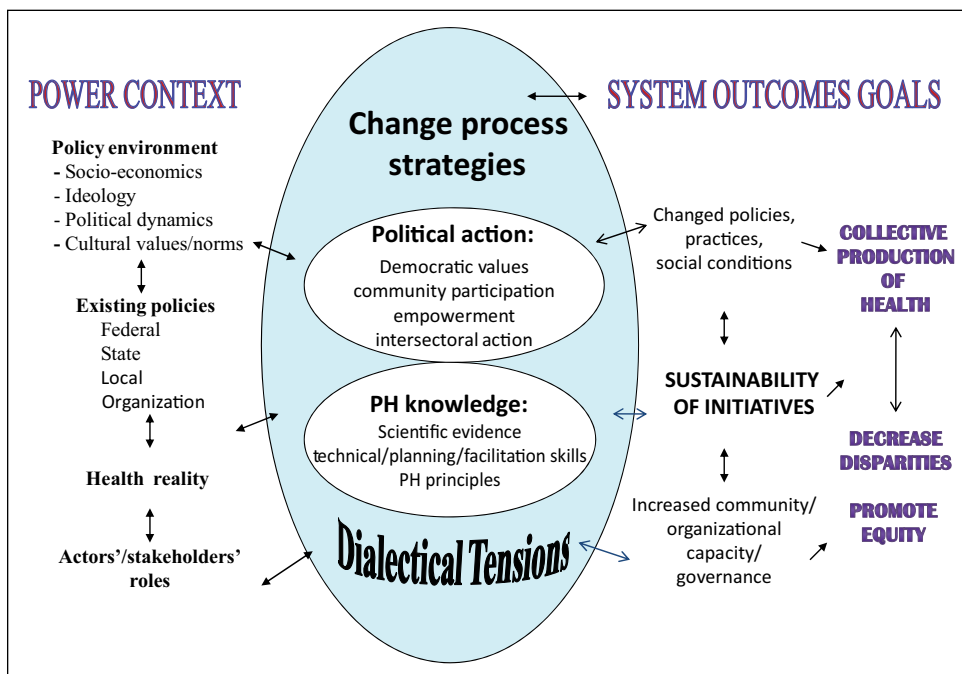 POWER CONTEXT
Policy environment
- Socio-economics
- Ideology
- Political dynamics
- Cultural values/norms
Existing policies
Federal
State
Local
Organization
Health reality
Actors'/stakeholders'
roles
Change process
strategies
Political action:
Democratic values
community participation
empowerment
intersectoral action
PH knowledge:
Scientific evidence
technical/planning/facilitation skills
PH principles
Dialectical Tensions
SYSTEM OUTCOMES GOALS
Changed policies,
practices,
social conditions
SUSTAINABILITY
OF INITIATIVES
Increased community/
organizational
capacity/
governance
COLLECTIVE
PRODUCTION
OF
HEALTH
DECREASE
DISPARITIES
PROMOTE
EQUITY